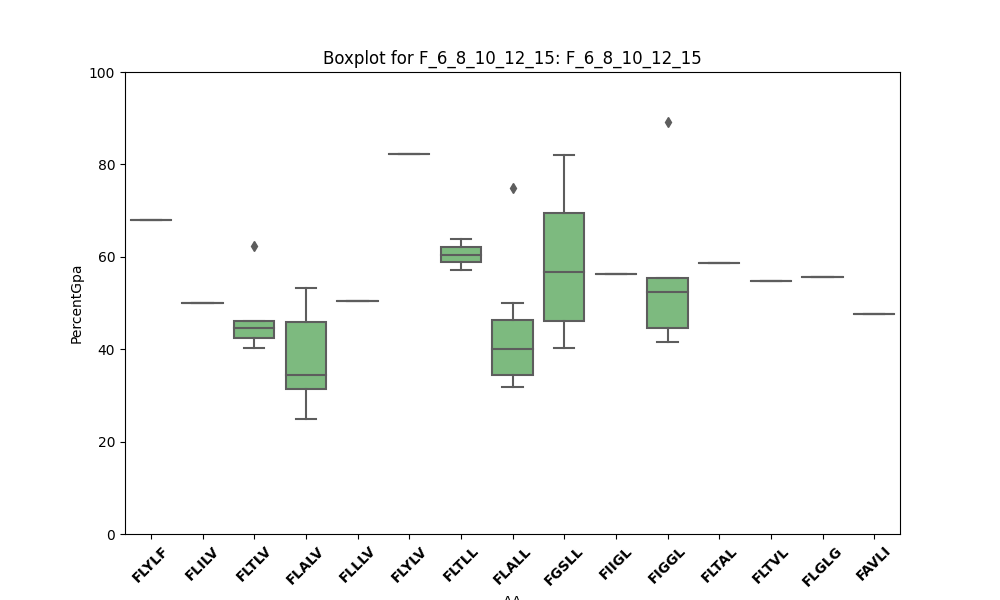 Boxplot for F_6_8_10_12_15: F_6_8_10_12_15
100
80
60
40
20
0
PercentGpa
FLYLF
FLILV
FLTLV
FLALV
FLLLV
FLYLV
FLTLL
FLALL
FGSLL
FIIGL
FIGGL
FLTAL
FLTVL
FLGLG
FAVLI
AA